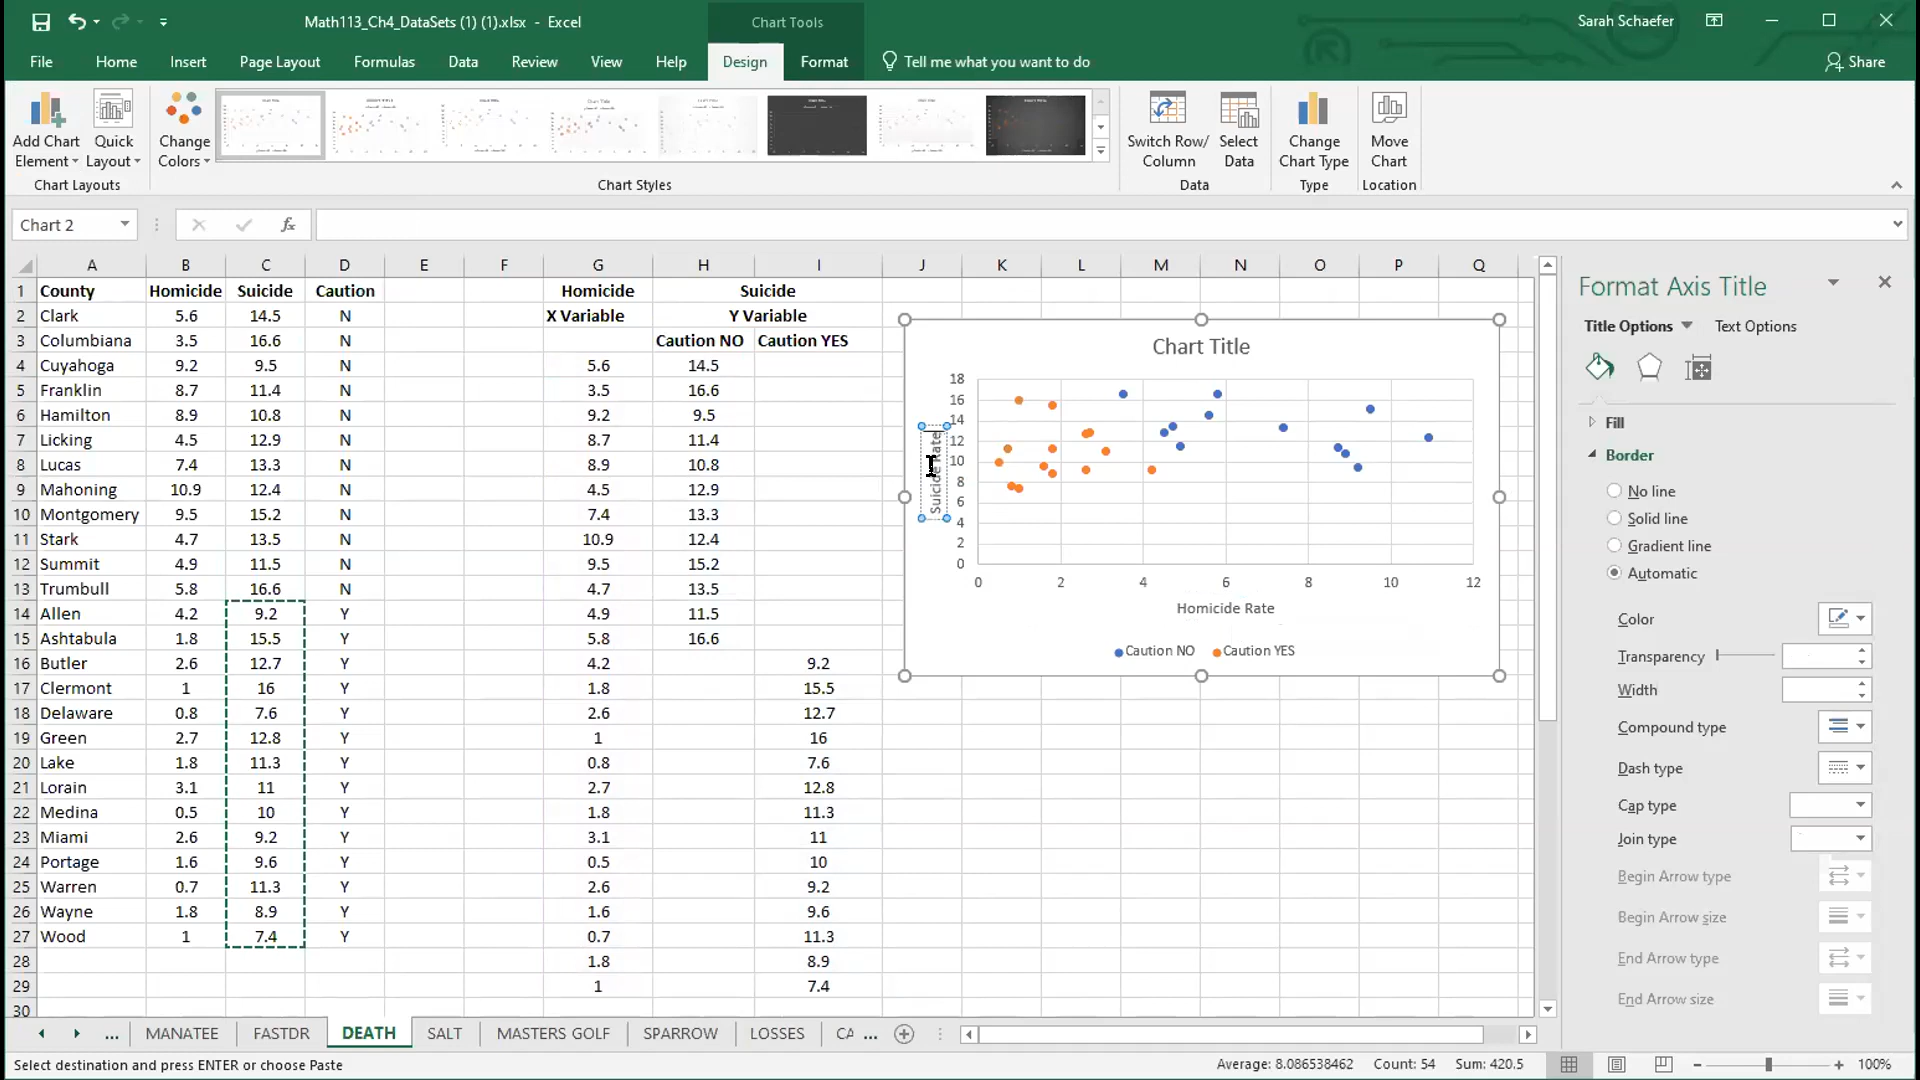 Math113_Ch4_DataSets (1) (1).xlsx - Excel
Chart Tools
Sarah Schaefer
File Home Insert Page Layout Formulas Data Review View Help Design Format Tell me what you want to do Share
Add Chart Element
Quick Layout
Change Colors
Switch Row/ Column
Select Data
Change Chart Type
Move Chart
Chart Layouts Chart Styles Data Type Location
Chart 2 fx
A B C D E F G H I J K L M N O P Q
1 County Homicide Suicide Caution Homicide Suicide
2 Clark 5.6 14.5 N X Variable Y Variable
3 Columbiana 3.5 16.6 N Caution NO Caution YES
4 Cuyahoga 9.2 9.5 N 5.6 14.5
5 Franklin 8.7 11.4 N 3.5 16.6
6 Hamilton 8.9 10.8 N 9.2 9.5
7 Licking 4.5 12.9 N 8.7 11.4
8 Lucas 7.4 13.3 N 8.9 10.8
9 Mahoning 10.9 12.4 N 4.5 12.9
10 Montgomery 9.5 15.2 N 7.4 13.3
11 Stark 4.7 13.5 N 10.9 12.4
12 Summit 4.9 11.5 N 9.5 15.2
13 Trumbull 5.8 16.6 N 4.7 13.5
14 Allen 4.2 9.2 Y 4.9 11.5
15 Ashtabula 1.8 15.5 Y 5.8 16.6
16 Butler 2.6 12.7 Y 4.2 9.2
17 Clermont 1 16 Y 1.8 15.5
18 Delaware 0.8 7.6 Y 2.6 12.7
19 Green 2.7 12.8 Y 1 16
20 Lake 1.8 11.3 Y 0.8 7.6
21 Lorain 3.1 11 Y 2.7 12.8
22 Medina 0.5 10 Y 1.8 11.3
23 Miami 2.6 9.2 Y 3.1 11
24 Portage 1.6 9.6 Y 0.5 10
25 Warren 0.7 11.3 Y 2.6 9.2
26 Wayne 1.8 8.9 Y 1.6 9.6
27 Wood 1 7.4 Y 0.7 11.3
28 1.8 8.9
29 1 7.4
30
Chart Title
18
16
14
12
10
8
6
4
2
0
Suicide Rate
0 2 4 6 8 10 12
Homicide Rate
Caution NO Caution YES
Format Axis Title
Title Options Text Options
Fill
Border
No line
Solid line
Gradient line
Automatic
Color
Transparency
Width
Compound type
Dash type
Cap type
Join type
Begin Arrow type
Begin Arrow size
End Arrow type
End Arrow size
... MANATEE FASTDR DEATH SALT MASTERS GOLF SPARROW LOSSES CA ...
Select destination and press ENTER or choose Paste Average: 8.086538462 Count: 54 Sum: 420.5 100%